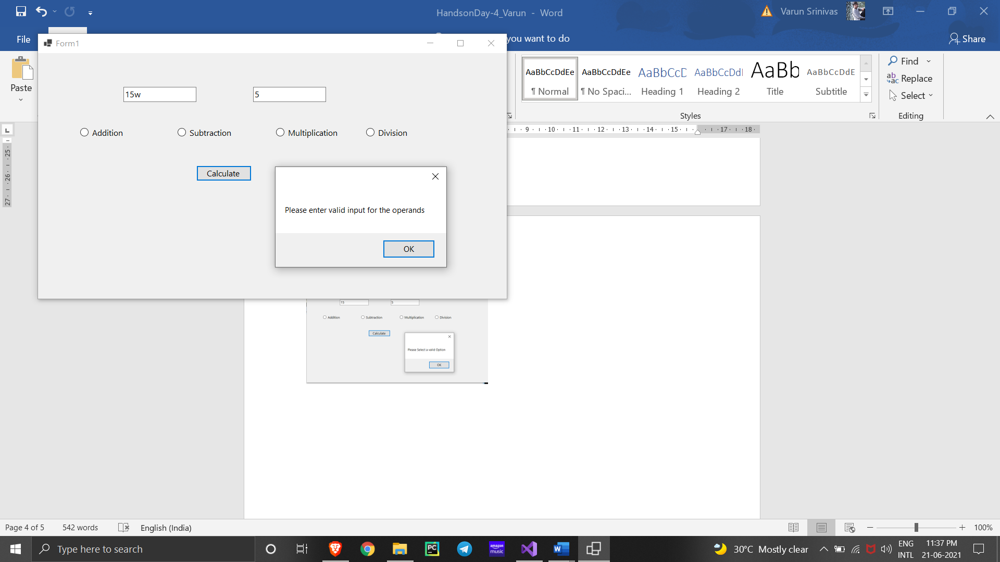 HandsonDay-4_Varun - Word
Varun Srinivas
File
you want to do
Share
Form1
15w
5
Addition
Subtraction
Multiplication
Division
Calculate
Please enter valid input for the operands
OK
Paste
AaBbCcDdEe
¶ Normal
AaBbCcDdEe
¶ No Spaci...
AaBbCcD
Heading 1
AaBbCcDdE
Heading 2
AaBb
Title
AaBbCcDdE
Subtitle
Styles
Find
Replace
Select
Editing
9 10 11 12 13 14 15 17 18
25
26
27
15
5
Addition
Subtraction
Multiplication
Division
Calculate
Please Select a valid Option
OK
Page 4 of 5
542 words
English (India)
100%
Type here to search
PC
amazon music
W
30°C Mostly clear
ENG
INTL
11:37 PM
21-06-2021